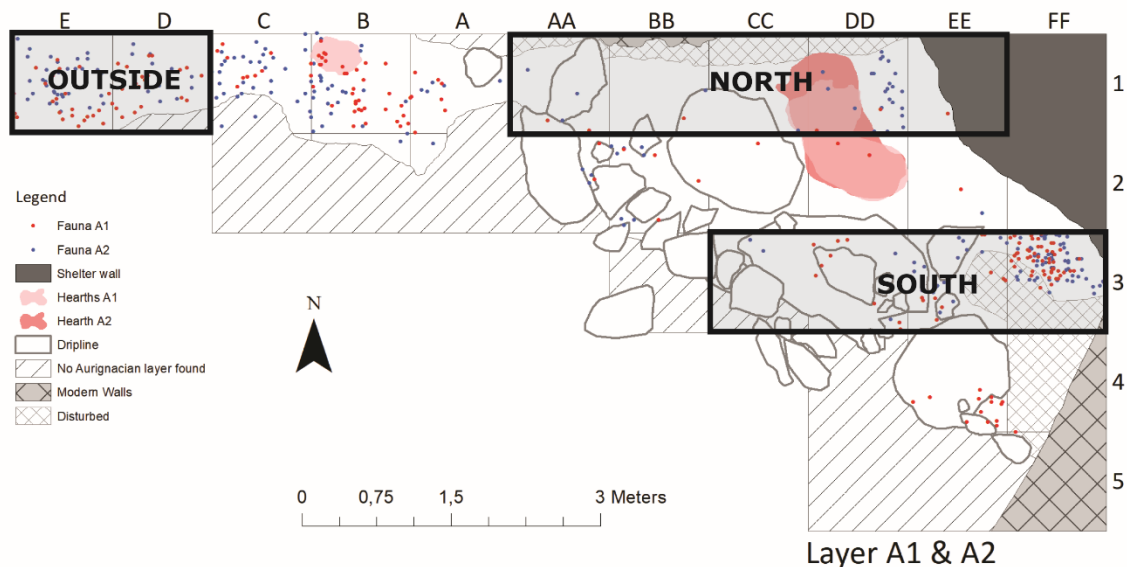 E D C B A AA BB CC DD EE FF
OUTSIDE
NORTH
1
2
Legend
Fauna A1
Fauna A2
Shelter wall
Hearths A1
Hearth A2
Dripline
No Aurignacian layer found
Modern Walls
Disturbed
N
SOUTH
3
4
5
0 0,75 1,5 3 Meters
Layer A1 & A2